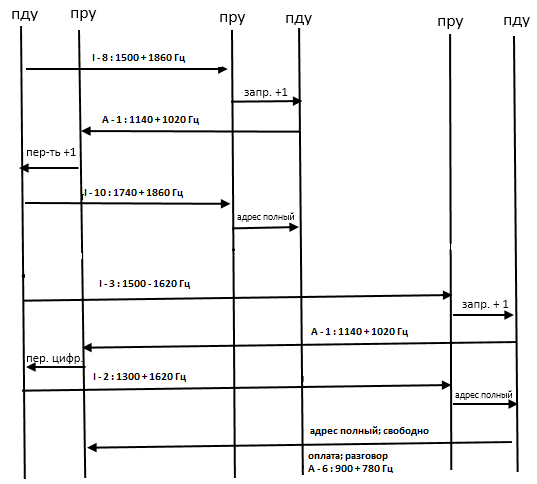 пду пру пру пду пру пду
I - 8 : 1500 + 1860 Гц
запр. +1
А - 1 : 1140 + 1020 Гц
пер-ть +1
I - 10 : 1740 + 1860 Гц
адрес полный
I - 3 : 1500 - 1620 Гц
запр. + 1
А - 1 : 1140 + 1020 Гц
пер. цифр.
I - 2 : 1300 + 1620 Гц
адрес полный
адрес полный; свободно
оплата; разговор
А - 6 : 900 + 780 Гц